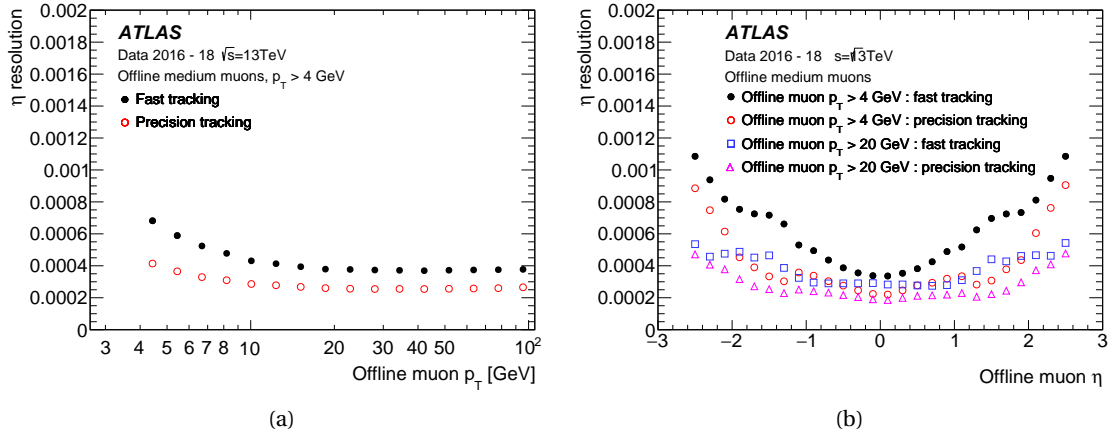 ATLAS
Data 2016 - 18 √s=13TeV
Offline medium muons, p_T > 4 GeV
Fast tracking
Precision tracking
η resolution
0.002
0.0018
0.0016
0.0014
0.0012
0.001
0.0008
0.0006
0.0004
0.0002
0
3 4 5 6 7 8 10 20 30 40 50 10²
Offline muon p_T [GeV]
(a)
ATLAS
Data 2016 - 18 s=√13TeV
Offline medium muons
Offline muon p_T > 4 GeV : fast tracking
Offline muon p_T > 4 GeV : precision tracking
Offline muon p_T > 20 GeV : fast tracking
Offline muon p_T > 20 GeV : precision tracking
η resolution
0.002
0.0018
0.0016
0.0014
0.0012
0.001
0.0008
0.0006
0.0004
0.0002
0
−3 −2 −1 0 1 2 3
Offline muon η
(b)